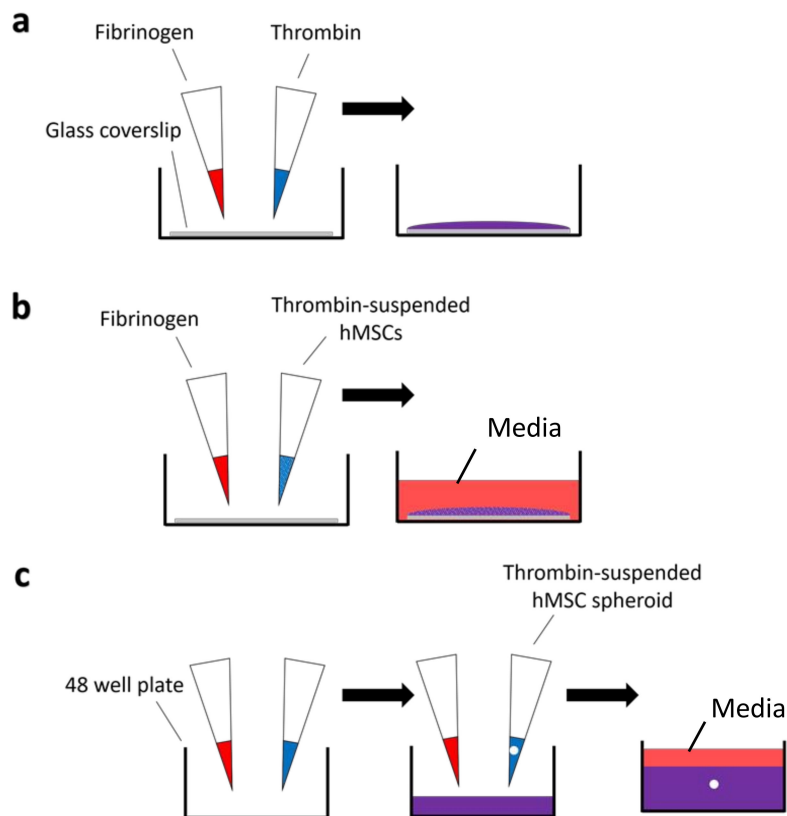 a
Fibrinogen
Thrombin
Glass coverslip
b
Fibrinogen
Thrombin-suspended
hMSCs
Media
c
Thrombin-suspended
hMSC spheroid
48 well plate
Media